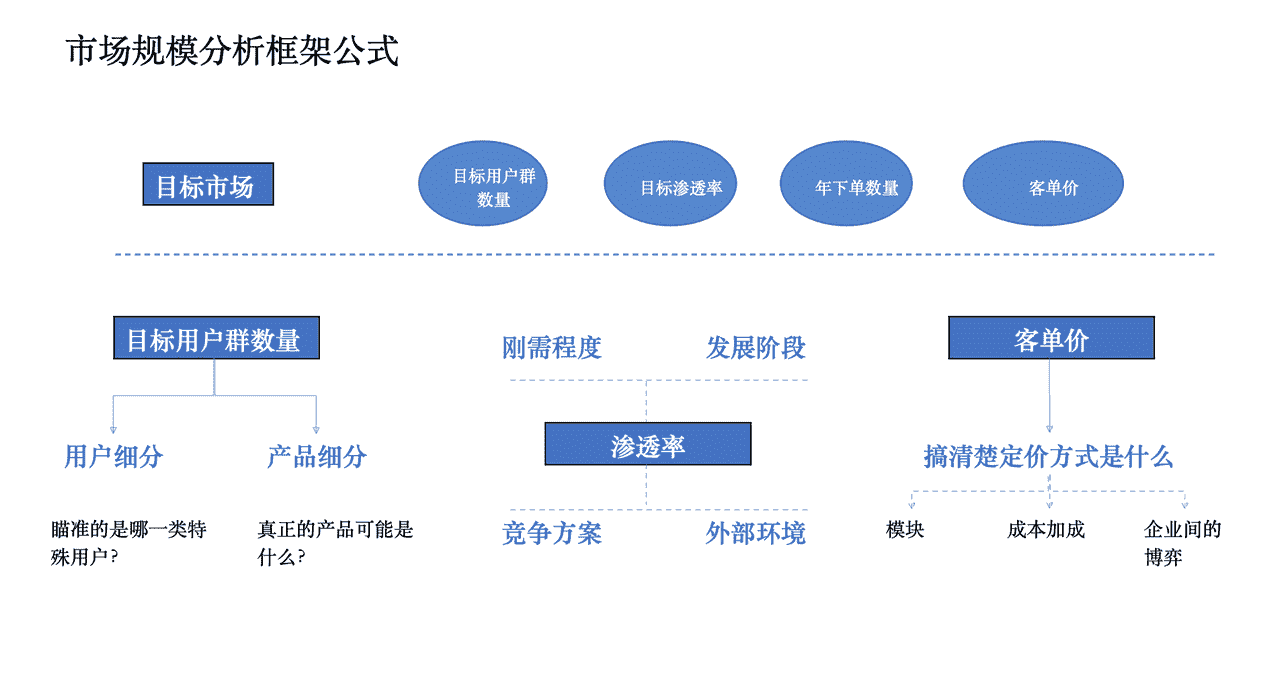 市场规模分析框架公式
目标市场
目标用户群
数量
目标渗透率
年下单数量
客单价
目标用户群数量
用户细分
产品细分
瞄准的是哪一类特
殊用户?
真正的产品可能是
什么?
刚需程度
发展阶段
渗透率
竞争方案
外部环境
客单价
搞清楚定价方式是什么
模块
成本加成
企业间的
博弈